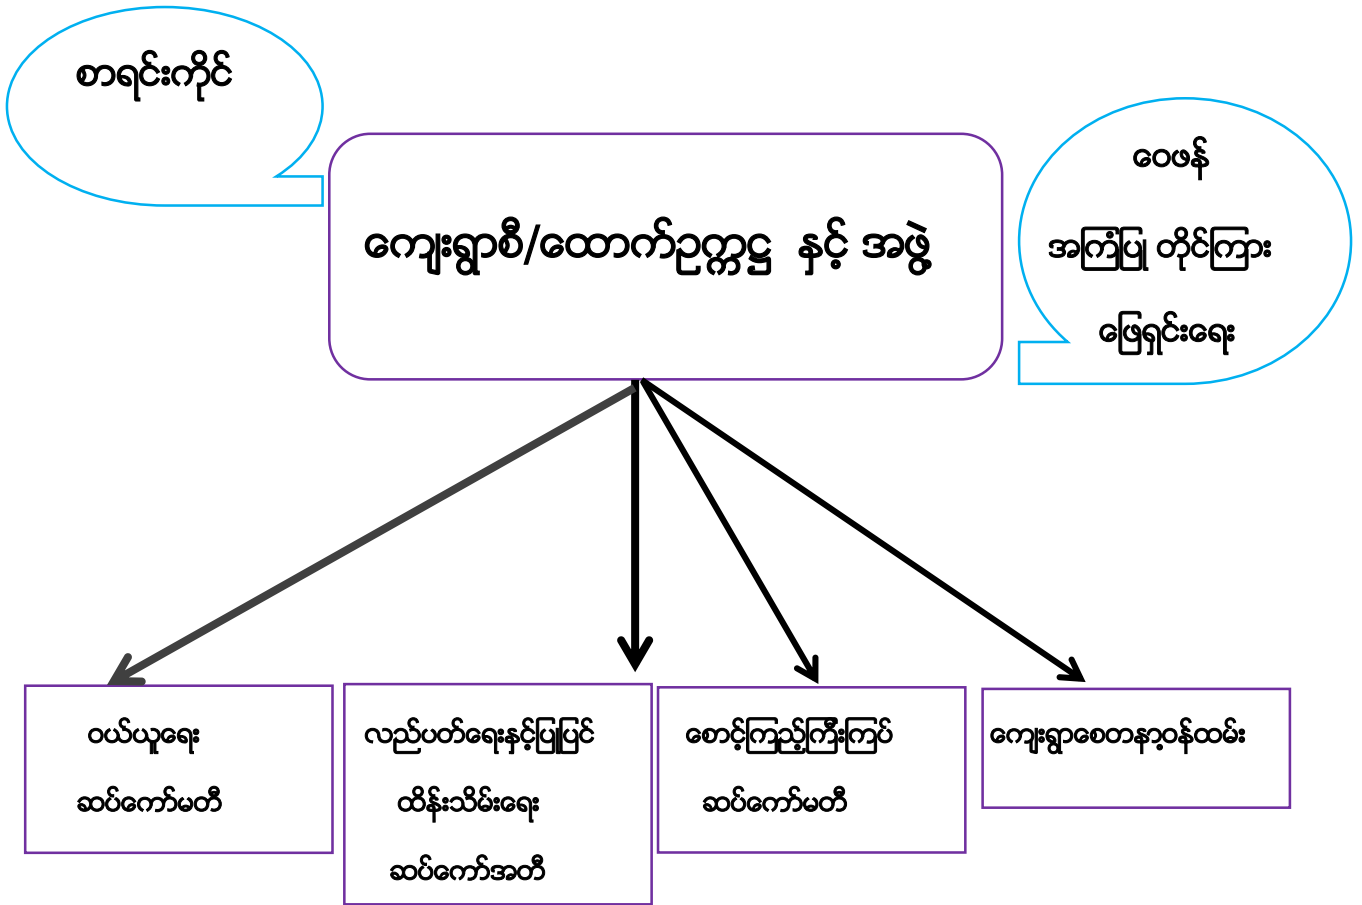 စာရင်းကိုင်
ကျေးရွာစီ/ထောက်ဥက္ကဋ္ဌ နှင့် အဖွဲ့
ဝေဖန်
အကြံပြု တိုင်ကြား
ဖြေရှင်းရေး
ဝယ်ယူရေး
ဆပ်ကော်မတီ
လည်ပတ်ရေးနှင့်ပြုပြင်
ထိန်းသိမ်းရေး
ဆပ်ကော်အတီ
စောင့်ကြည့်ကြီးကြပ်
ဆပ်ကော်မတီ
ကျေးရွာစေတနာ့ဝန်ထမ်း